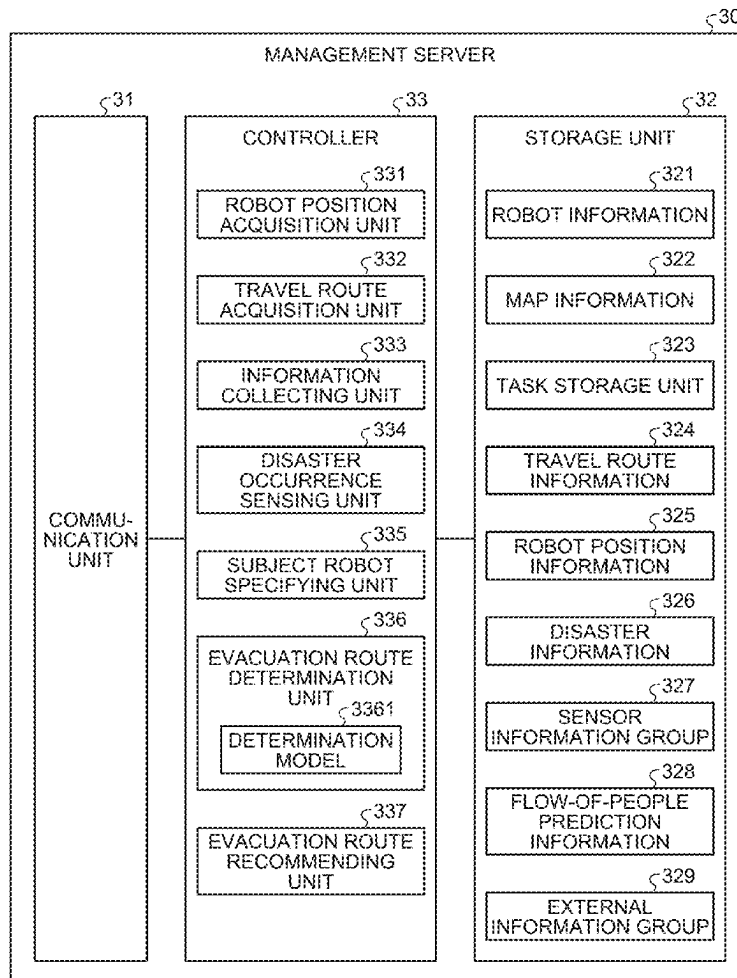 30
MANAGEMENT SERVER
31
COMMU-
NICATION
UNIT
33
CONTROLLER
331
ROBOT POSITION
ACQUISITION UNIT
332
TRAVEL ROUTE
ACQUISITION UNIT
333
INFORMATION
COLLECTING UNIT
334
DISASTER
OCCURRENCE
SENSING UNIT
335
SUBJECT ROBOT
SPECIFYING UNIT
336
EVACUATION ROUTE
DETERMINATION
UNIT
3361
DETERMINATION
MODEL
337
EVACUATION ROUTE
RECOMMENDING
UNIT
32
STORAGE UNIT
321
ROBOT INFORMATION
322
MAP INFORMATION
323
TASK STORAGE UNIT
324
TRAVEL ROUTE
INFORMATION
325
ROBOT POSITION
INFORMATION
326
DISASTER
INFORMATION
327
SENSOR
INFORMATION GROUP
328
FLOW-OF-PEOPLE
PREDICTION
INFORMATION
329
EXTERNAL
INFORMATION GROUP